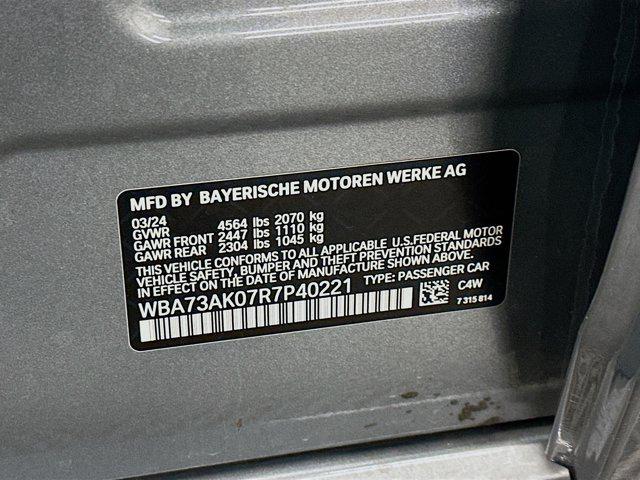 MFD BY BAYERISCHE MOTOREN WERKE AG
03/24
GVWR 4564 lbs 2070 kg
GAWR FRONT 2447 lbs 1110 kg
GAWR REAR 2304 lbs 1045 kg
THIS VEHICLE CONFORMS TO ALL APPLICABLE U.S.FEDERAL MOTOR
VEHICLE SAFETY, BUMPER AND THEFT PREVENTION STANDARDS
IN EFFECT ON THE DATE OF MANUFACTURE SHOWN ABOVE.
WBA73AK07R7P40221 TYPE: PASSENGER CAR
C4W
7 315 814